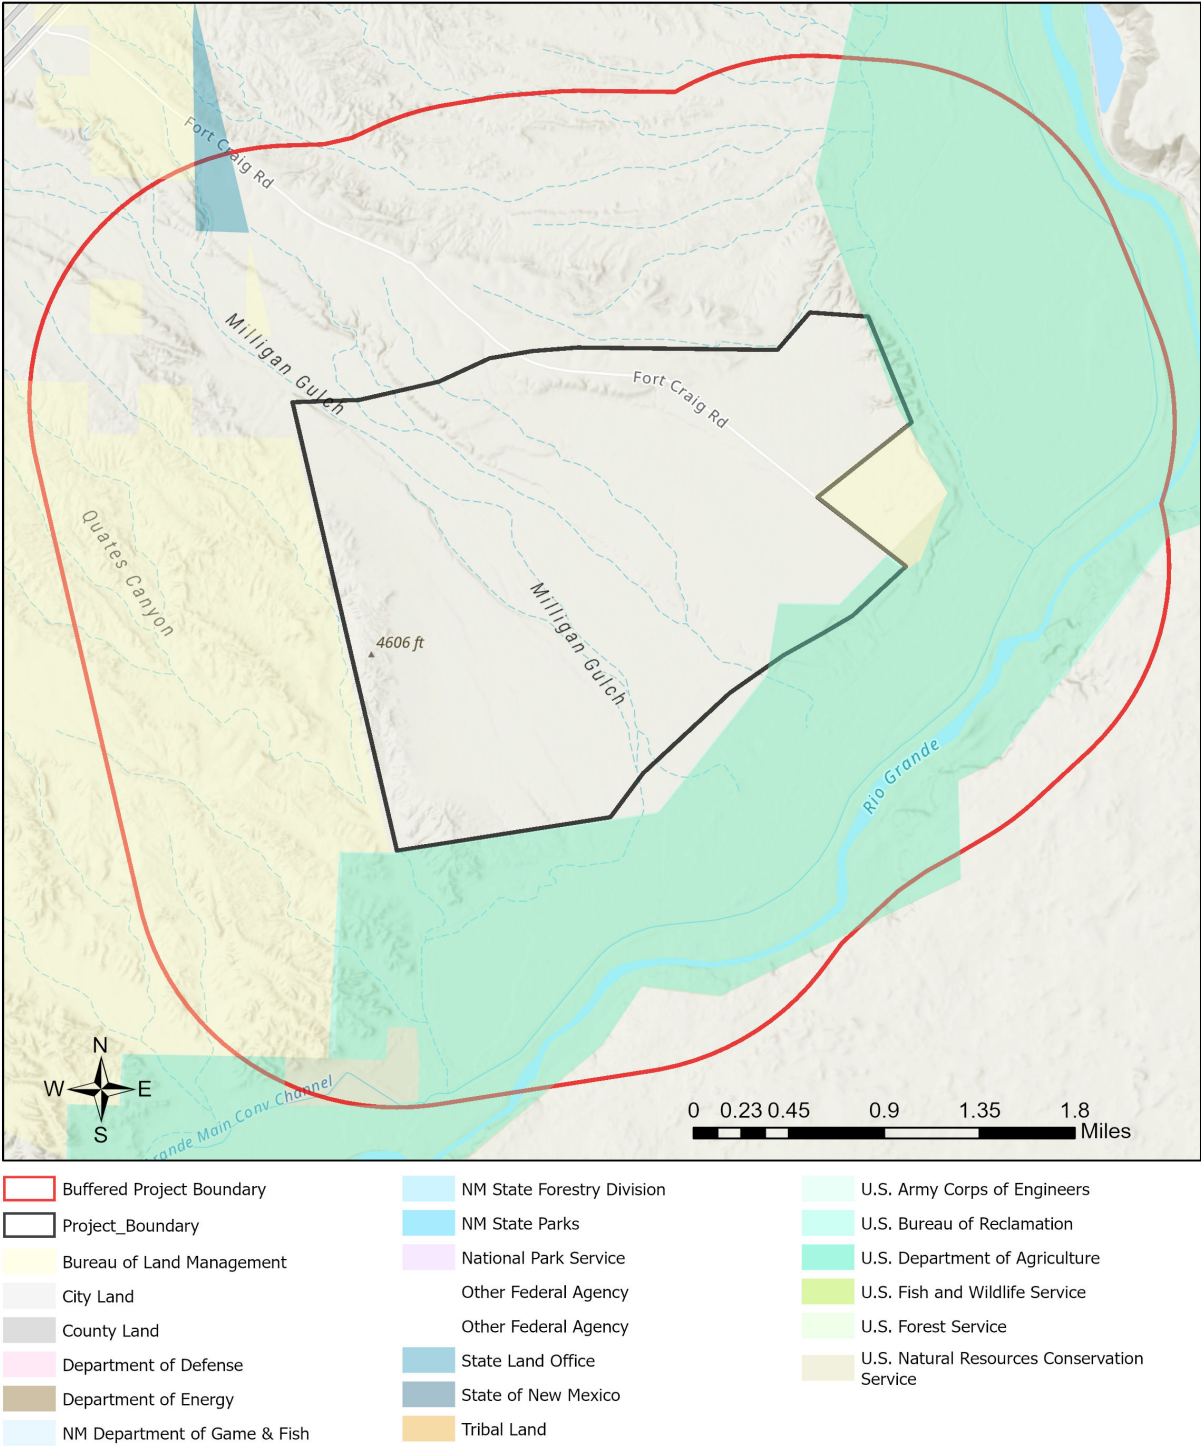 Fort Craig Rd
Milligan Gulch
Fort Craig Rd
Quates Canyon
Milligan Gulch
4606 ft
Rio Grande
N
W E
S
rande Main Conv Channel
0 0.23 0.45 0.9 1.35 1.8
Miles
Buffered Project Boundary
Project_Boundary
Bureau of Land Management
City Land
County Land
Department of Defense
Department of Energy
NM Department of Game & Fish
NM State Forestry Division
NM State Parks
National Park Service
Other Federal Agency
Other Federal Agency
State Land Office
State of New Mexico
Tribal Land
U.S. Army Corps of Engineers
U.S. Bureau of Reclamation
U.S. Department of Agriculture
U.S. Fish and Wildlife Service
U.S. Forest Service
U.S. Natural Resources Conservation
Service